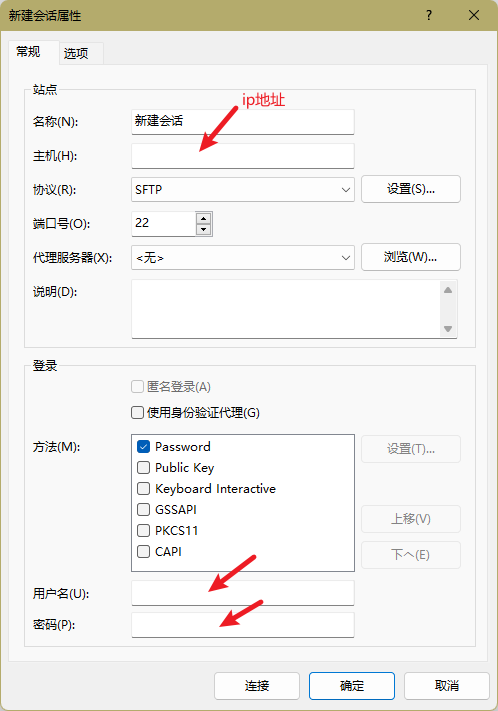 新建会话属性
常规 选项
站点
ip地址
名称(N): 新建会话
主机(H):
协议(R): SFTP 设置(S)...
端口号(O): 22
代理服务器(X): <无> 浏览(W)...
说明(D):
登录
匿名登录(A)
使用身份验证代理(G)
方法(M): Password 设置(T)...
Public Key
Keyboard Interactive
GSSAPI 上移(V)
PKCS11
CAPI 下へ(E)
用户名(U):
密码(P):
连接 确定 取消